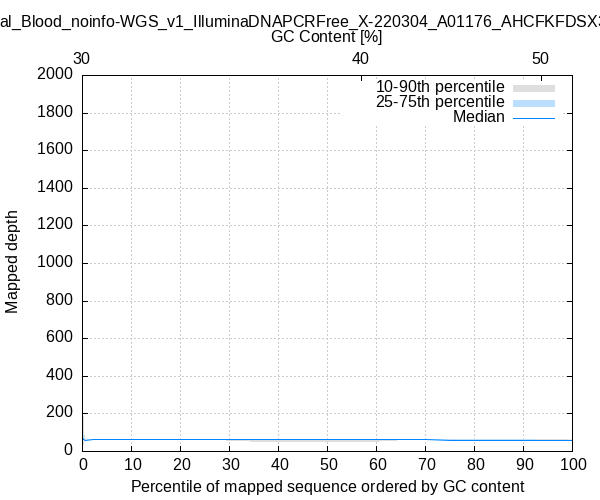 al_Blood_noinfo-WGS_v1_IlluminaDNAPCRFree_X-220304_A01176_AHCFKFDSX3
GC Content [%]
30 40 50
2000
1800
1600
1400
1200
1000
800
600
400
200
0
10-90th percentile
25-75th percentile
Median
Mapped depth
0 10 20 30 40 50 60 70 80 90 100
Percentile of mapped sequence ordered by GC content